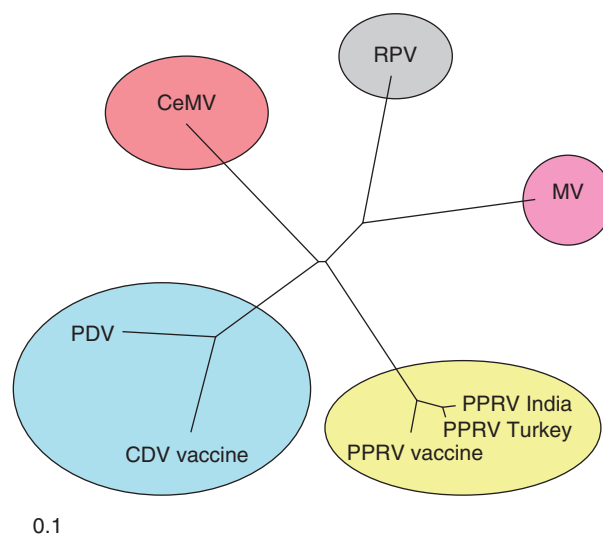 RPV
CeMV
MV
PDV
CDV vaccine
PPRV India
PPRV Turkey
PPRV vaccine
0.1